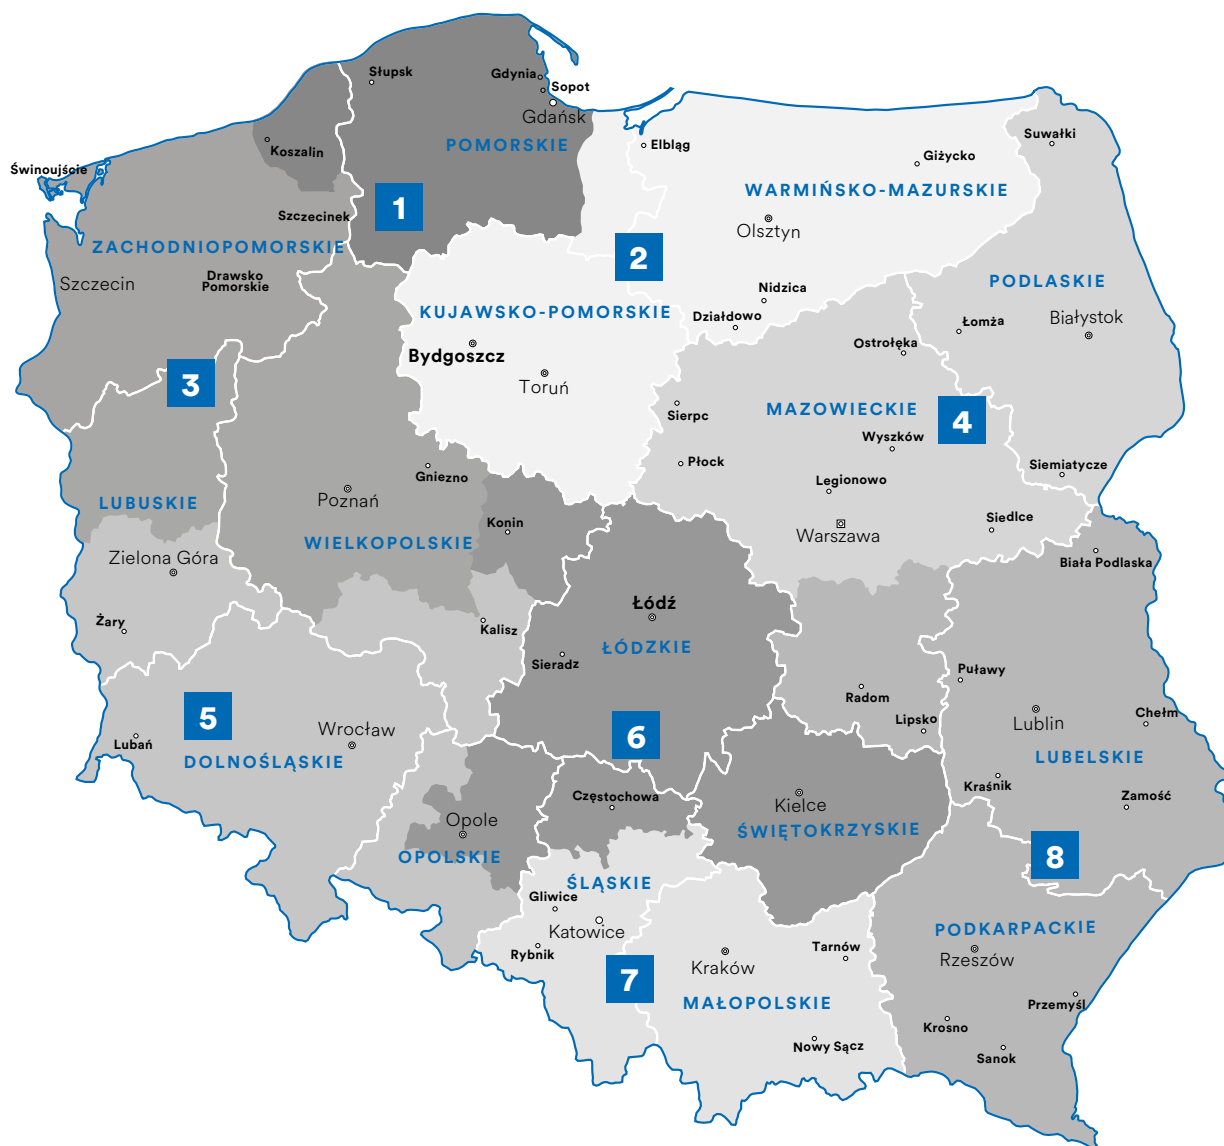 Słupsk
Gdynia
Sopot
Gdańsk
POMORSKIE
Koszalin
Elbląg
Suwałki
Giżycko
Świnoujście
WARMIŃSKO-MAZURSKIE
1
Szczecinek
Olsztyn
ZACHODNIOPOMORSKIE
2
Szczecin
Drawsko
Pomorskie
Nidzica
PODLASKIE
KUJAWSKO-POMORSKIE
Działdowo
Łomża
Białystok
Ostrołęka
Bydgoszcz
Toruń
3
MAZOWIECKIE
4
Sierpc
Wyszków
Płock
Siemiatycze
Gniezno
Legionowo
LUBUSKIE
Poznań
Konin
Siedlce
Warszawa
WIELKOPOLSKIE
Zielona Góra
Biała Podlaska
Łódź
Żary
Kalisz
ŁÓDZKIE
Sieradz
Puławy
Radom
5
Wrocław
Lipsko
Lublin
Chełm
6
Lubań
DOLNOŚLĄSKIE
LUBELSKIE
Częstochowa
Kraśnik
Zamość
Kielce
Opole
ŚWIĘTOKRZYSKIE
OPOLSKIE
8
ŚLĄSKIE
Gliwice
Katowice
PODKARPACKIE
Rybnik
Tarnów
Rzeszów
Kraków
7
MAŁOPOLSKIE
Przemyśl
Krosno
Nowy Sącz
Sanok